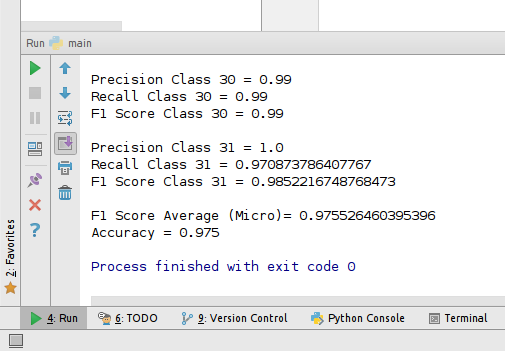 Run main
Precision Class 30 = 0.99
Recall Class 30 = 0.99
F1 Score Class 30 = 0.99
Precision Class 31 = 1.0
Recall Class 31 = 0.970873786407767
F1 Score Class 31 = 0.9852216748768473
F1 Score Average (Micro)= 0.975526460395396
Accuracy = 0.975
Process finished with exit code 0
2: Favorites
4: Run 6: TODO 9: Version Control Python Console Terminal